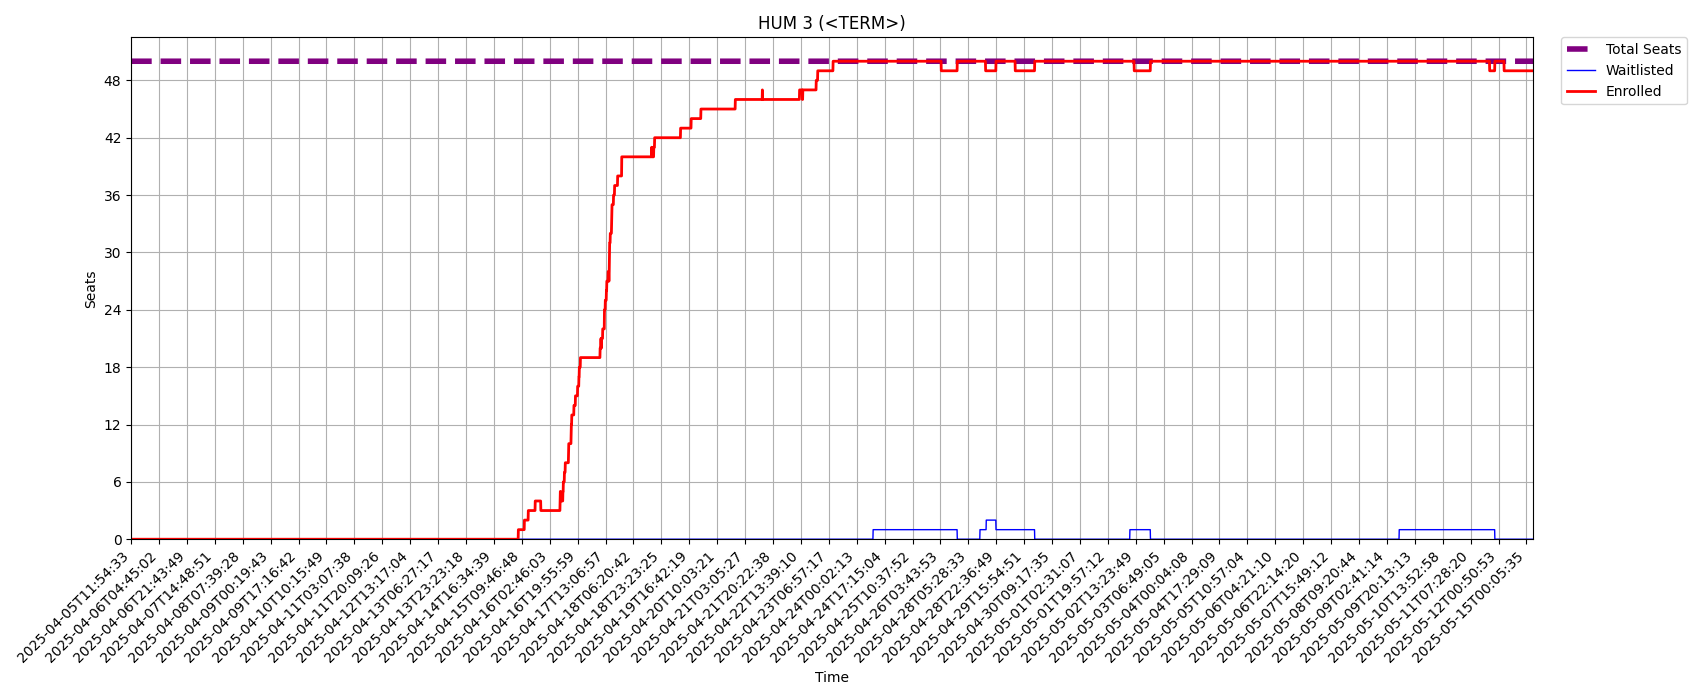 HUM 3 (<TERM>)
Total Seats
Waitlisted
Enrolled
48
42
36
30
24
18
12
6
0
Seats
2025-04-05T11:54:33
2025-04-06T04:45:02
2025-04-06T21:43:49
2025-04-07T14:48:51
2025-04-08T07:39:28
2025-04-09T00:19:43
2025-04-09T17:16:42
2025-04-10T10:15:49
2025-04-11T03:07:38
2025-04-11T20:09:26
2025-04-12T13:17:04
2025-04-13T06:27:17
2025-04-13T23:23:18
2025-04-14T16:34:39
2025-04-15T09:46:48
2025-04-16T02:46:03
2025-04-16T19:55:59
2025-04-17T13:06:57
2025-04-18T06:20:42
2025-04-18T23:23:25
2025-04-19T16:42:19
2025-04-20T10:03:21
2025-04-21T03:05:27
2025-04-21T20:22:38
2025-04-22T13:39:10
2025-04-23T06:57:17
2025-04-24T00:02:13
2025-04-24T17:15:04
2025-04-25T10:37:52
2025-04-26T03:43:53
2025-04-28T05:28:33
2025-04-28T22:36:49
2025-04-29T15:54:51
2025-04-30T09:17:35
2025-05-01T02:31:07
2025-05-01T19:57:12
2025-05-02T13:23:49
2025-05-03T06:49:05
2025-05-04T00:04:08
2025-05-04T17:29:09
2025-05-05T10:57:04
2025-05-06T04:21:10
2025-05-06T22:14:20
2025-05-07T15:49:12
2025-05-08T09:20:44
2025-05-09T02:41:14
2025-05-09T20:13:13
2025-05-10T13:52:58
2025-05-11T07:28:20
2025-05-12T00:50:53
2025-05-15T00:05:35
Time